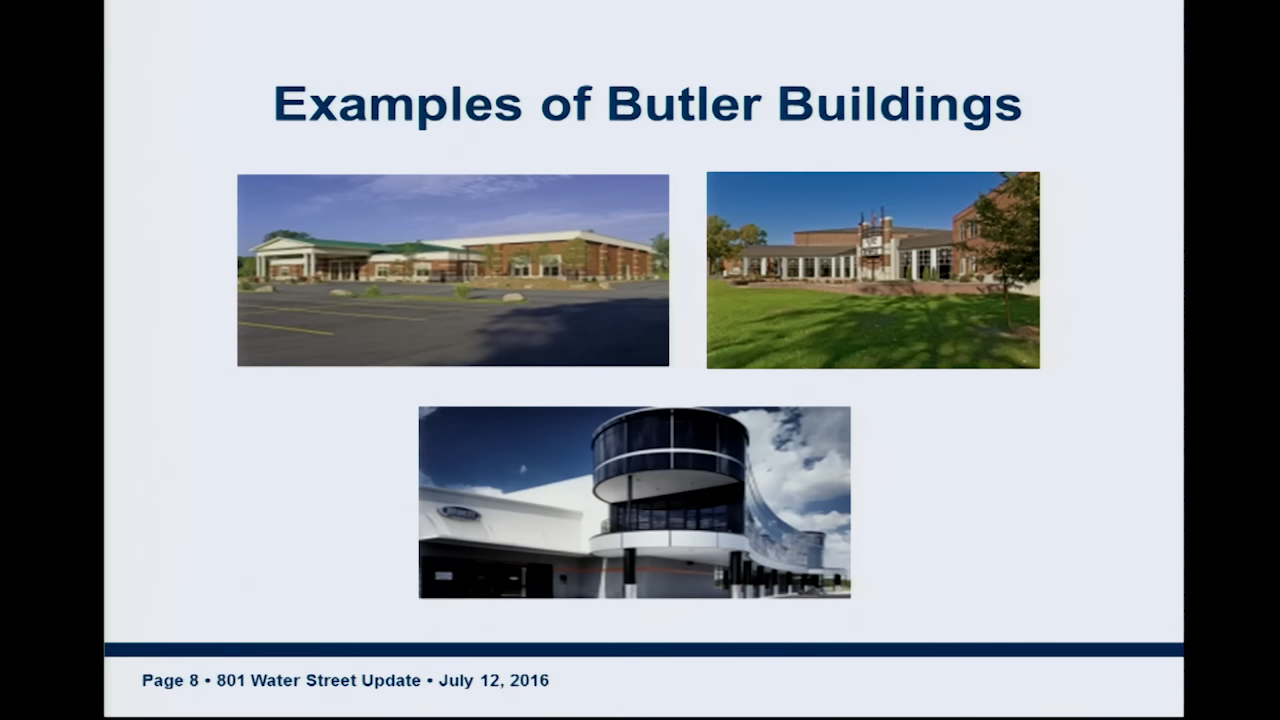 Examples of Butler Buildings
Page 8 • 801 Water Street Update • July 12, 2016